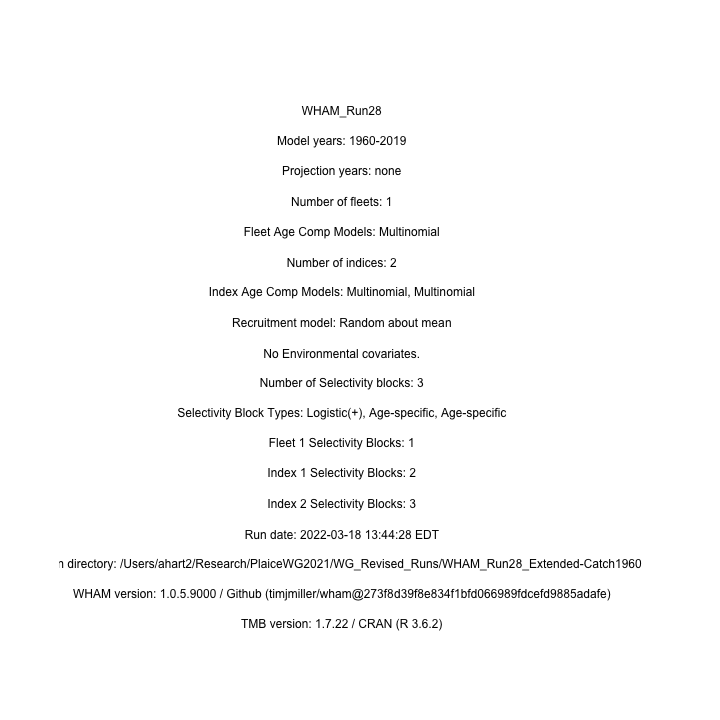 WHAM_Run28
Model years: 1960-2019
Projection years: none
Number of fleets: 1
Fleet Age Comp Models: Multinomial
Number of indices: 2
Index Age Comp Models: Multinomial, Multinomial
Recruitment model: Random about mean
No Environmental covariates.
Number of Selectivity blocks: 3
Selectivity Block Types: Logistic(+), Age-specific, Age-specific
Fleet 1 Selectivity Blocks: 1
Index 1 Selectivity Blocks: 2
Index 2 Selectivity Blocks: 3
Run date: 2022-03-18 13:44:28 EDT
n directory: /Users/ahart2/Research/PlaiceWG2021/WG_Revised_Runs/WHAM_Run28_Extended-Catch1960
WHAM version: 1.0.5.9000 / Github (timjmiller/wham@273f8d39f8e834f1bfd066989fdcefd9885adafe)
TMB version: 1.7.22 / CRAN (R 3.6.2)